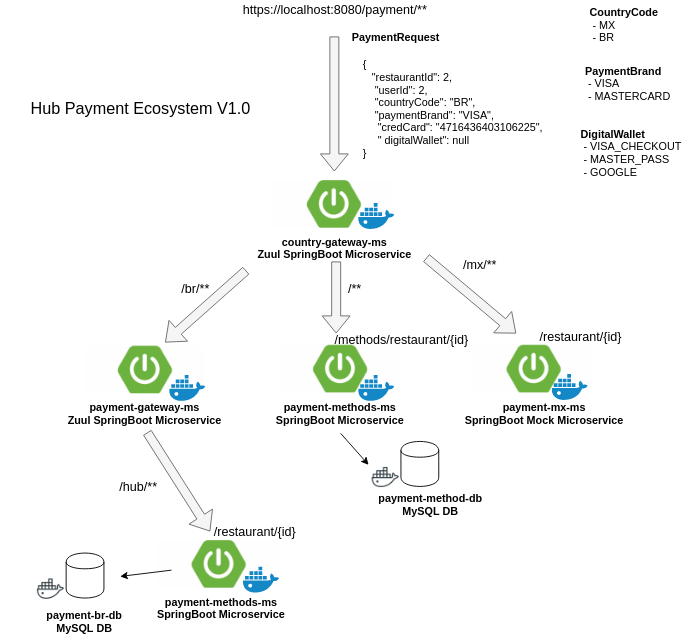 https://localhost:8080/payment/**
CountryCode
- MX
- BR
PaymentRequest
{
"restaurantId": 2,
"userId": 2,
"countryCode": "BR",
"paymentBrand": "VISA",
"credCard": "4716436403106225",
" digitalWallet": null
}
PaymentBrand
- VISA
- MASTERCARD
Hub Payment Ecosystem V1.0
DigitalWallet
- VISA_CHECKOUT
- MASTER_PASS
- GOOGLE
country-gateway-ms
Zuul SpringBoot Microservice
/br/**
/**
/mx/**
/methods/restaurant/{id}
/restaurant/{id}
payment-gateway-ms
Zuul SpringBoot Microservice
payment-methods-ms
SpringBoot Microservice
payment-mx-ms
SpringBoot Mock Microservice
/hub/**
payment-method-db
MySQL DB
/restaurant/{id}
payment-methods-ms
SpringBoot Microservice
payment-br-db
MySQL DB